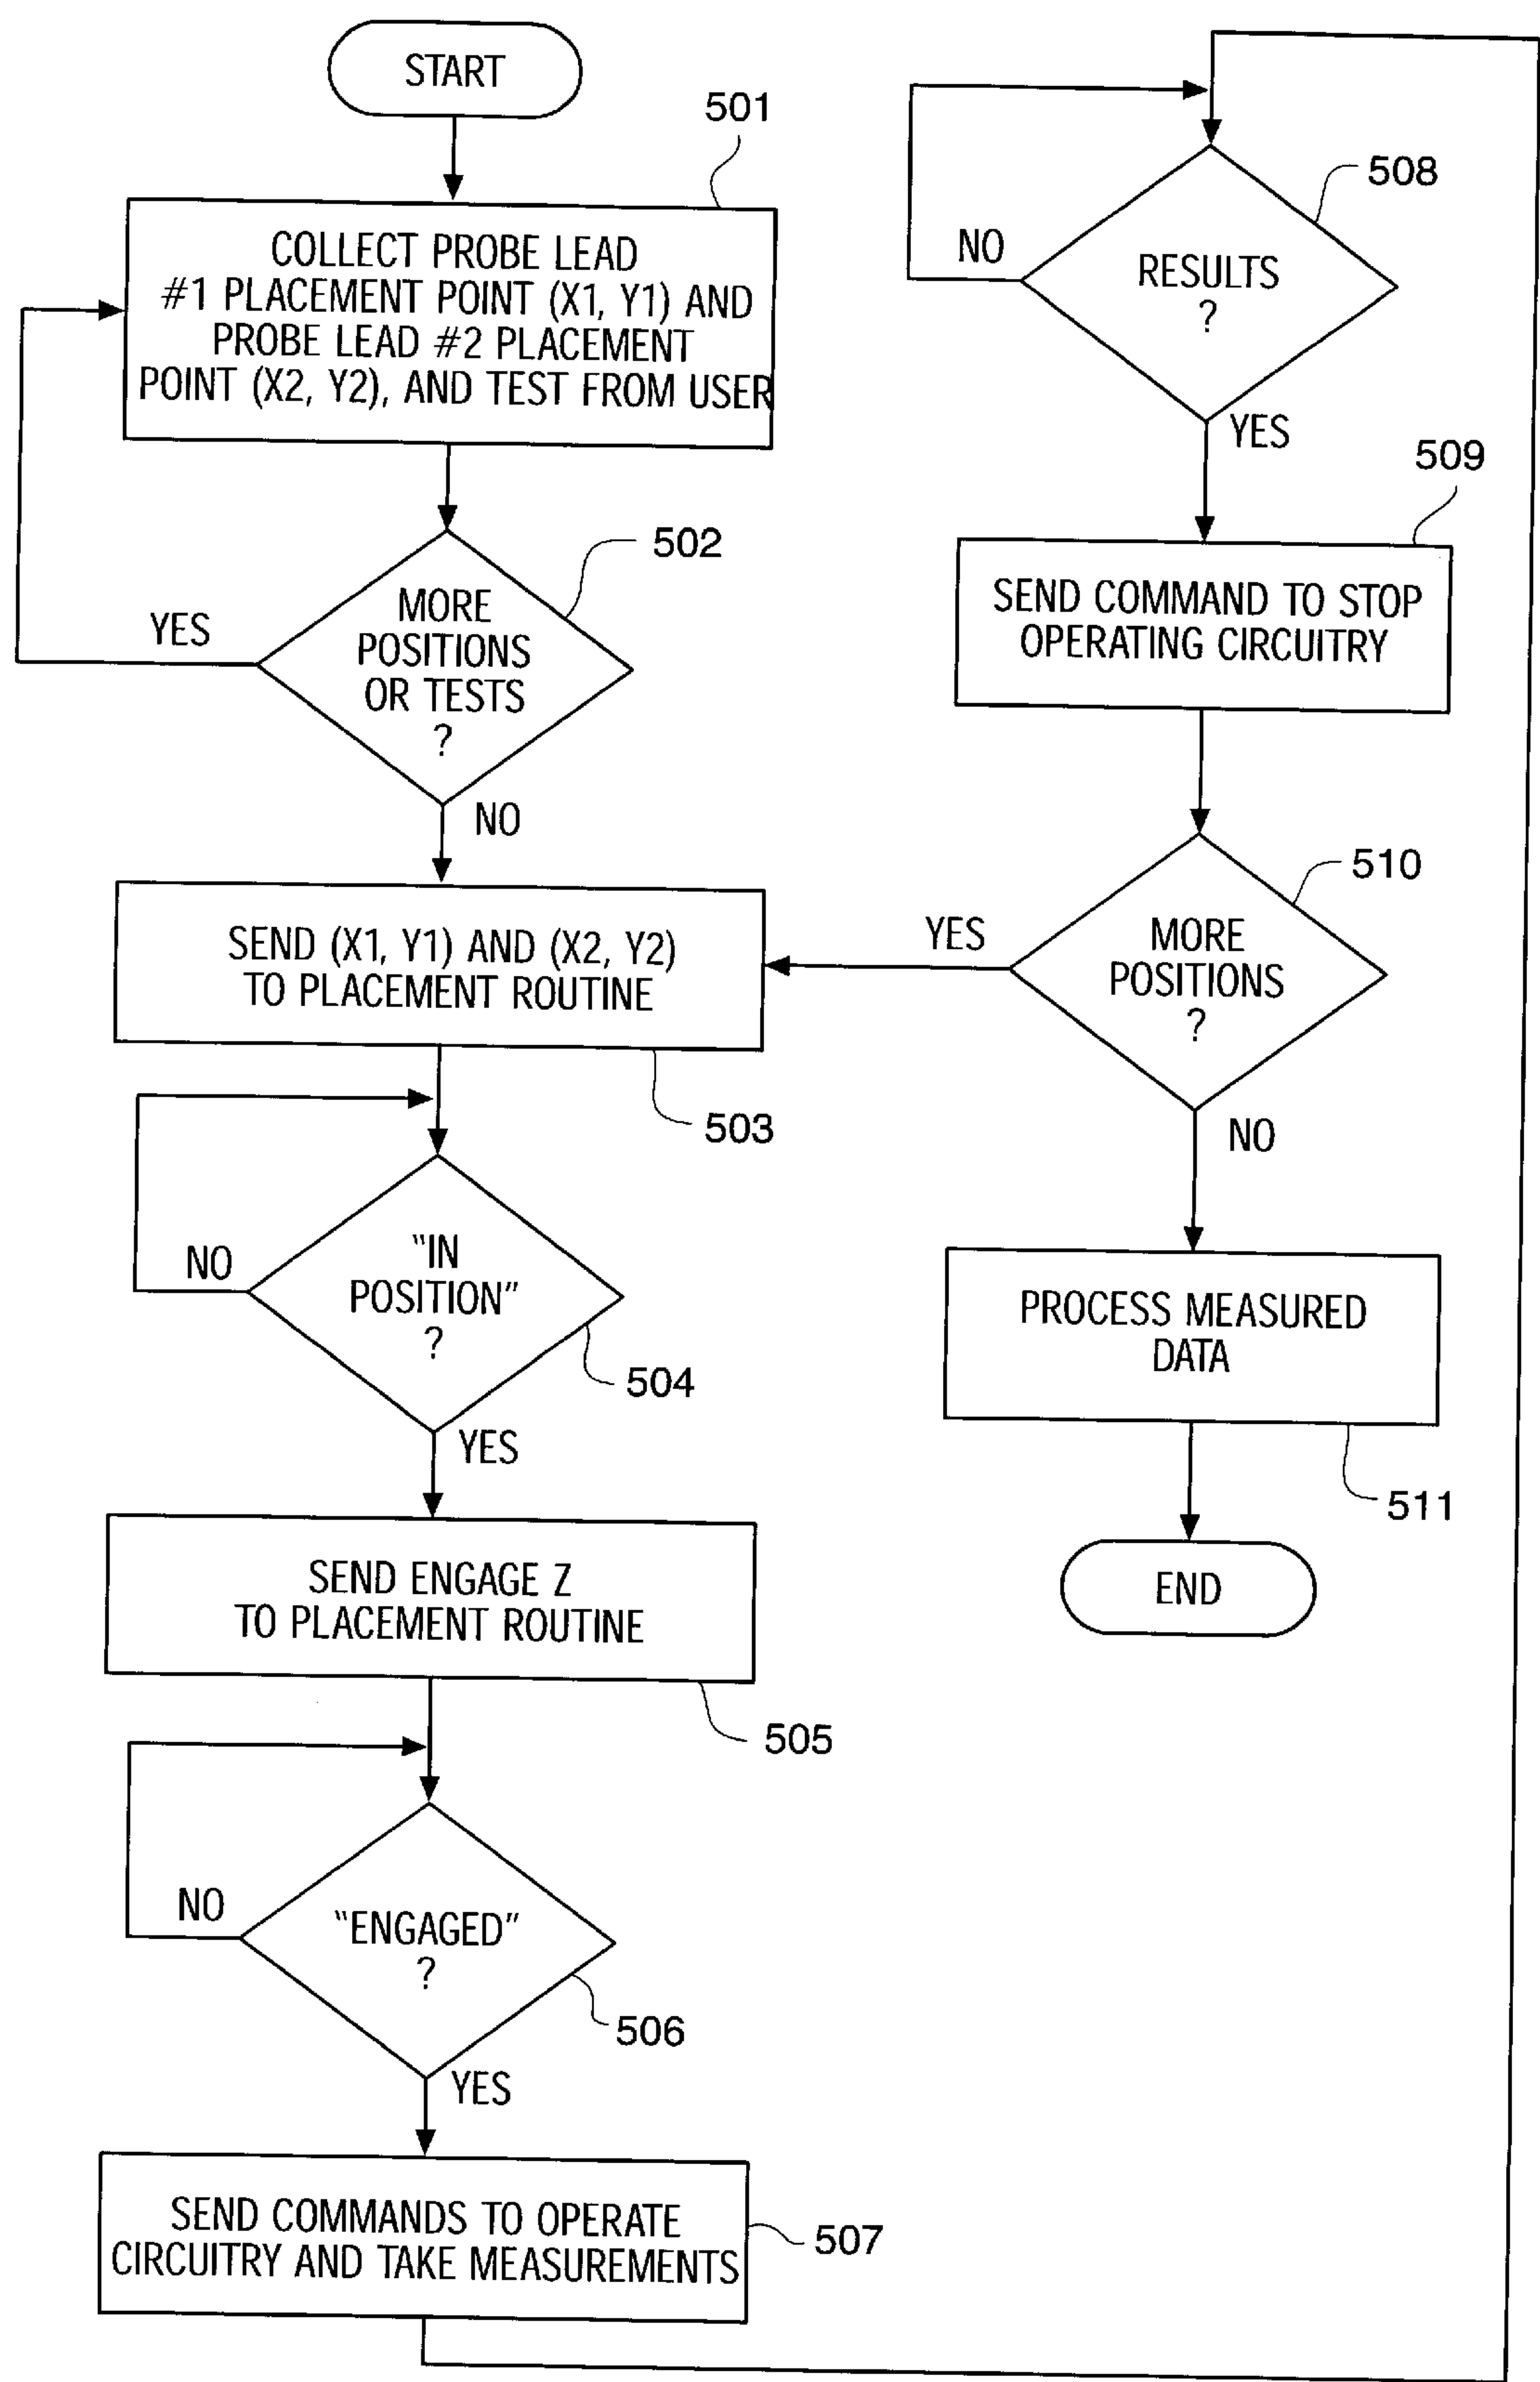 START
501
COLLECT PROBE LEAD
#1 PLACEMENT POINT (X1, Y1) AND
PROBE LEAD #2 PLACEMENT
POINT (X2, Y2), AND TEST FROM USER
502
MORE
POSITIONS
OR TESTS
?
YES
NO
SEND (X1, Y1) AND (X2, Y2)
TO PLACEMENT ROUTINE
503
"IN
POSITION"
?
NO
504
YES
SEND ENGAGE Z
TO PLACEMENT ROUTINE
505
NO
"ENGAGED"
?
506
YES
SEND COMMANDS TO OPERATE
CIRCUITRY AND TAKE MEASUREMENTS
507
508
NO
RESULTS
?
YES
509
SEND COMMAND TO STOP
OPERATING CIRCUITRY
510
YES
MORE
POSITIONS
?
NO
PROCESS MEASURED
DATA
511
END